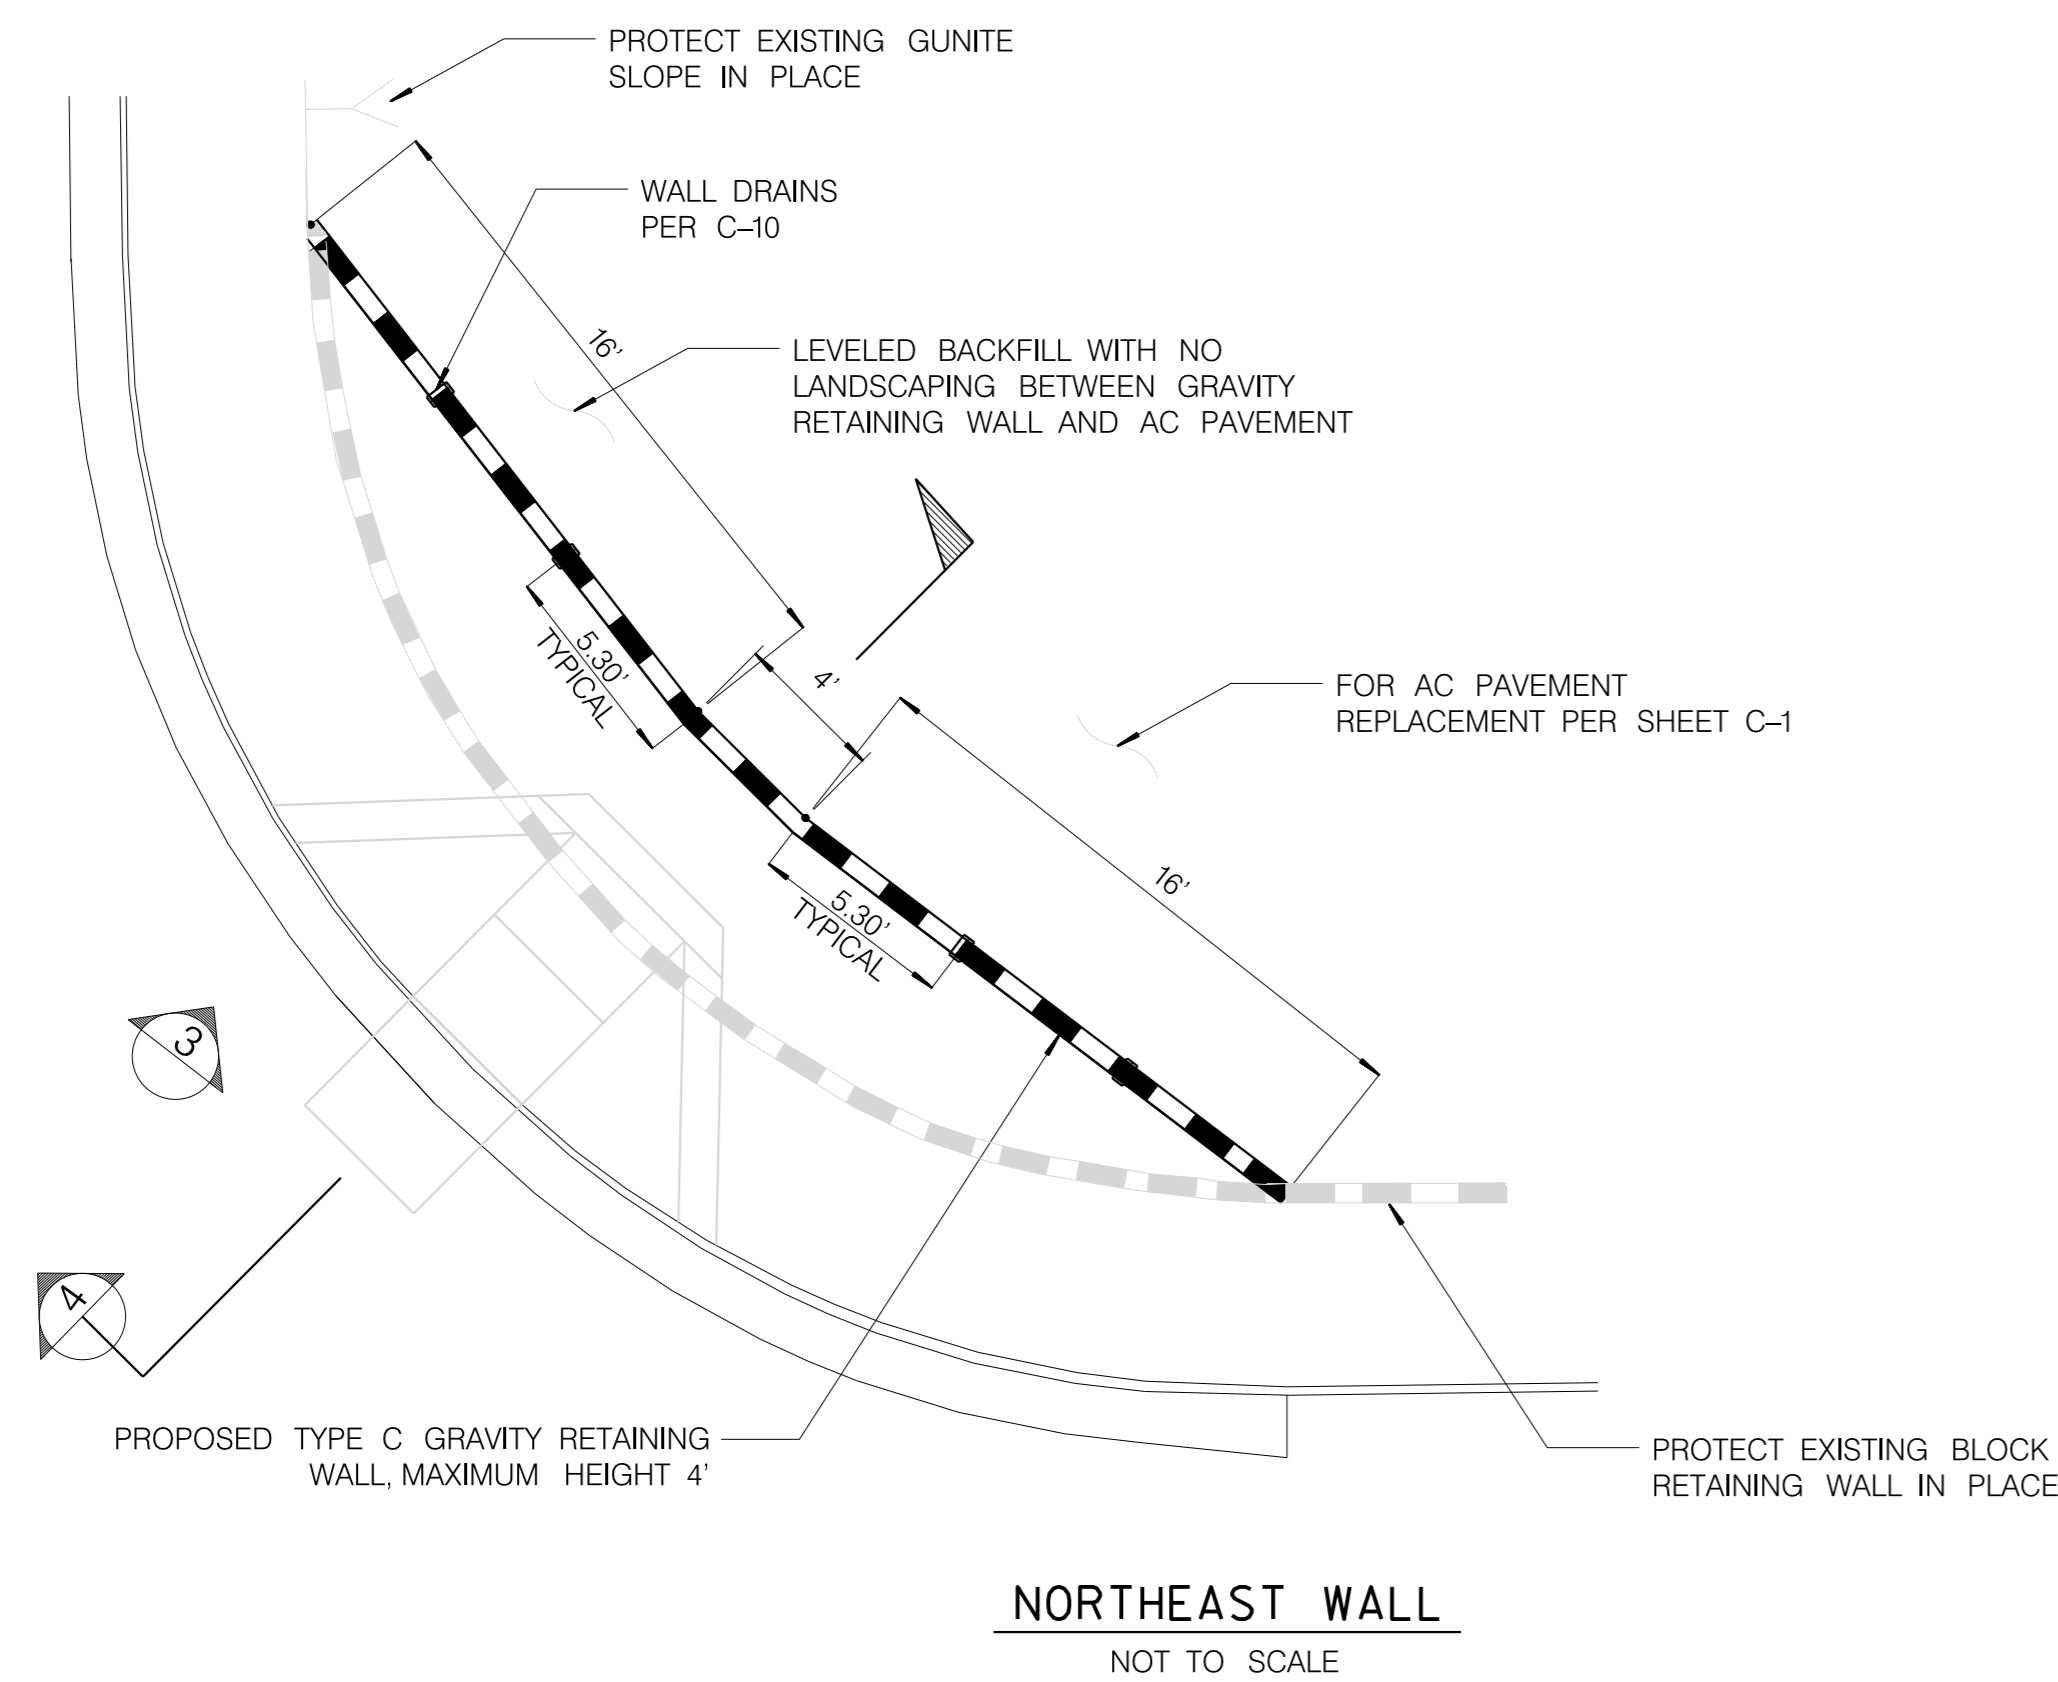 PROTECT EXISTING GUNITE
SLOPE IN PLACE
WALL DRAINS
PER C-10
16'
LEVELED BACKFILL WITH NO
LANDSCAPING BETWEEN GRAVITY
RETAINING WALL AND AC PAVEMENT
5.30'
TYPICAL
4'
FOR AC PAVEMENT
REPLACEMENT PER SHEET C-1
16'
5.30'
TYPICAL
3
4
PROPOSED TYPE C GRAVITY RETAINING
WALL, MAXIMUM HEIGHT 4'
PROTECT EXISTING BLOCK
RETAINING WALL IN PLACE
NORTHEAST WALL
NOT TO SCALE